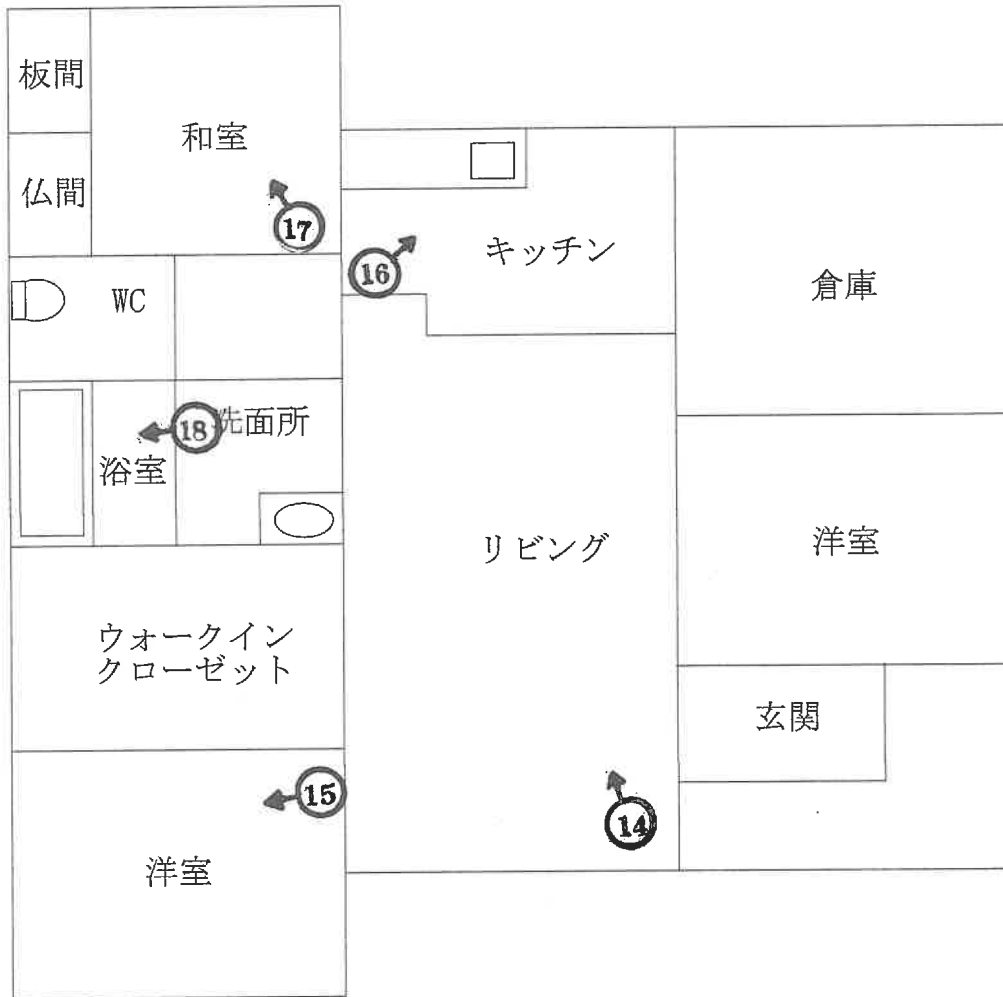 板間
和室
仏間
17
16
キッチン
倉庫
WC
18
洗面所
浴室
リビング
洋室
ウォークイン
クローゼット
玄関
15
14
洋室